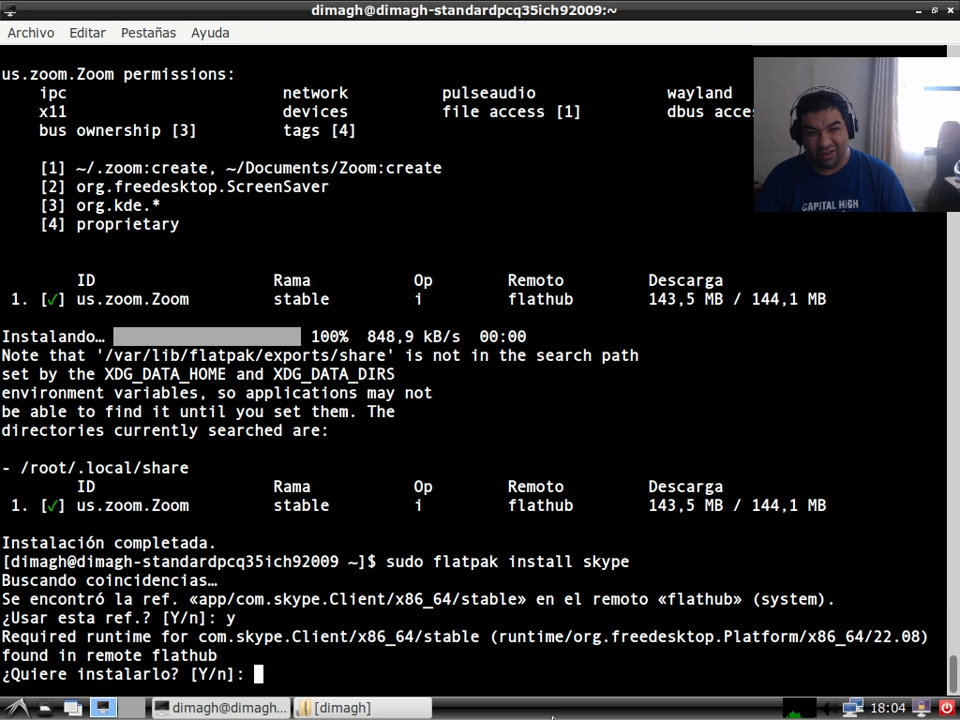 dimagh@dimagh-standardpcq35ich92009:~
Archivo Editar Pestañas Ayuda
us.zoom.Zoom permissions:
ipc network pulseaudio wayland
x11 devices file access [1] dbus acce
bus ownership [3] tags [4]
[1] ~/.zoom:create, ~/Documents/Zoom:create
[2] org.freedesktop.ScreenSaver
[3] org.kde.*
[4] proprietary
ID Rama Op Remoto Descarga
1. [✓] us.zoom.Zoom stable i flathub 143,5 MB / 144,1 MB
Instalando… 100% 848,9 kB/s 00:00
Note that '/var/lib/flatpak/exports/share' is not in the search path
set by the XDG_DATA_HOME and XDG_DATA_DIRS
environment variables, so applications may not
be able to find it until you set them. The
directories currently searched are:
- /root/.local/share
ID Rama Op Remoto Descarga
1. [✓] us.zoom.Zoom stable i flathub 143,5 MB / 144,1 MB
Instalación completada.
[dimagh@dimagh-standardpcq35ich92009 ~]$ sudo flatpak install skype
Buscando coincidencias…
Se encontró la ref. «app/com.skype.Client/x86_64/stable» en el remoto «flathub» (system).
¿Usar esta ref.? [Y/n]: y
Required runtime for com.skype.Client/x86_64/stable (runtime/org.freedesktop.Platform/x86_64/22.08)
found in remote flathub
¿Quiere instalarlo? [Y/n]:
CAPITAL HIGH
dimagh@dimagh... [dimagh] 18:04